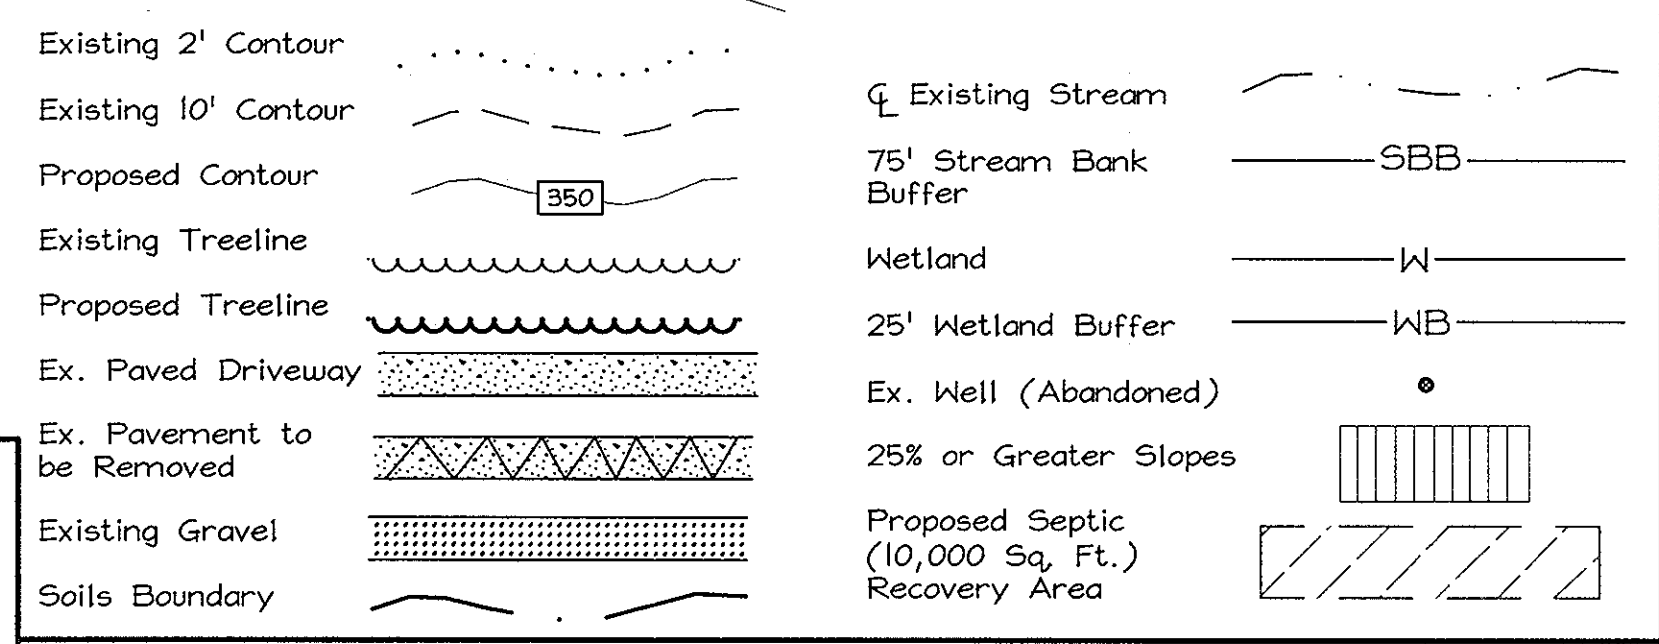 Existing 2' Contour
Existing 10' Contour
Proposed Contour
350
Existing Treeline
Proposed Treeline
Ex. Paved Driveway
Ex. Pavement to
be Removed
Existing Gravel
Soils Boundary
℄ Existing Stream
75' Stream Bank
Buffer
SBB
Wetland
W
25' Wetland Buffer
WB
Ex. Well (Abandoned)
25% or Greater Slopes
Proposed Septic
(10,000 Sq. Ft.)
Recovery Area